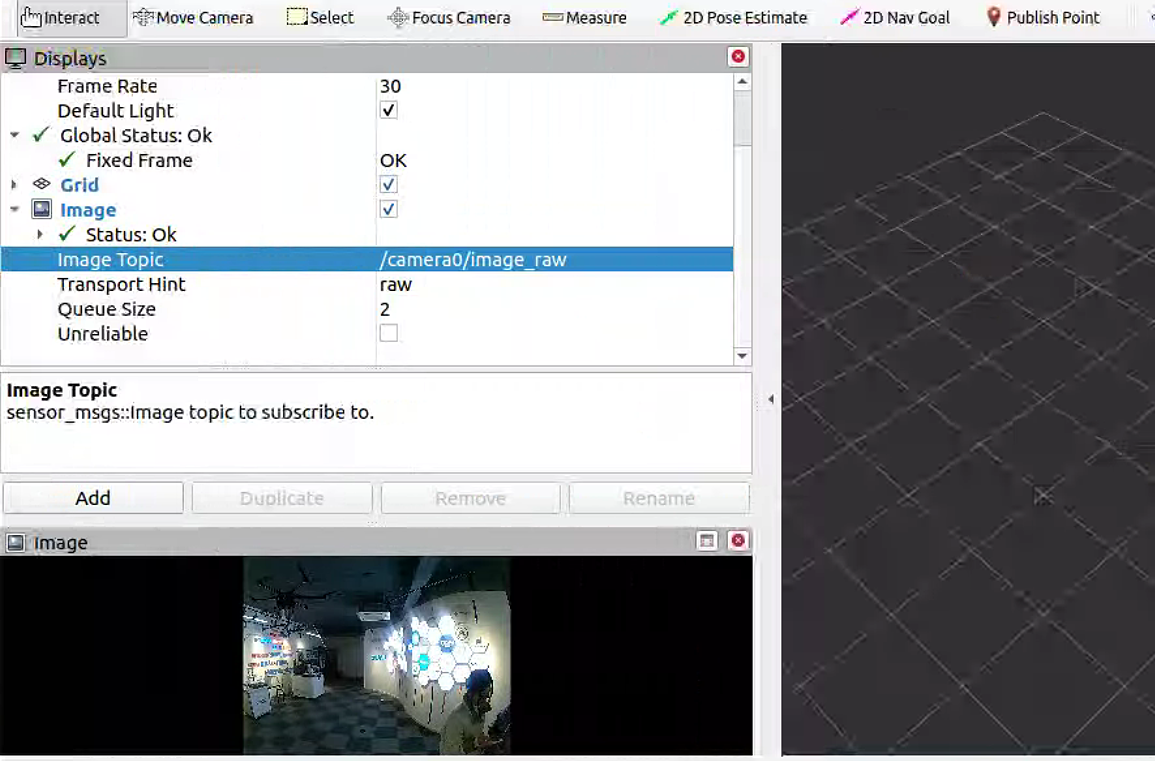 Interact Move Camera Select Focus Camera Measure 2D Pose Estimate 2D Nav Goal Publish Point
Displays
Frame Rate 30
Default Light
Global Status: Ok
Fixed Frame OK
Grid
Image
Status: Ok
Image Topic /camera0/image_raw
Transport Hint raw
Queue Size 2
Unreliable
Image Topic
sensor_msgs::Image topic to subscribe to.
Add Duplicate Remove Rename
Image